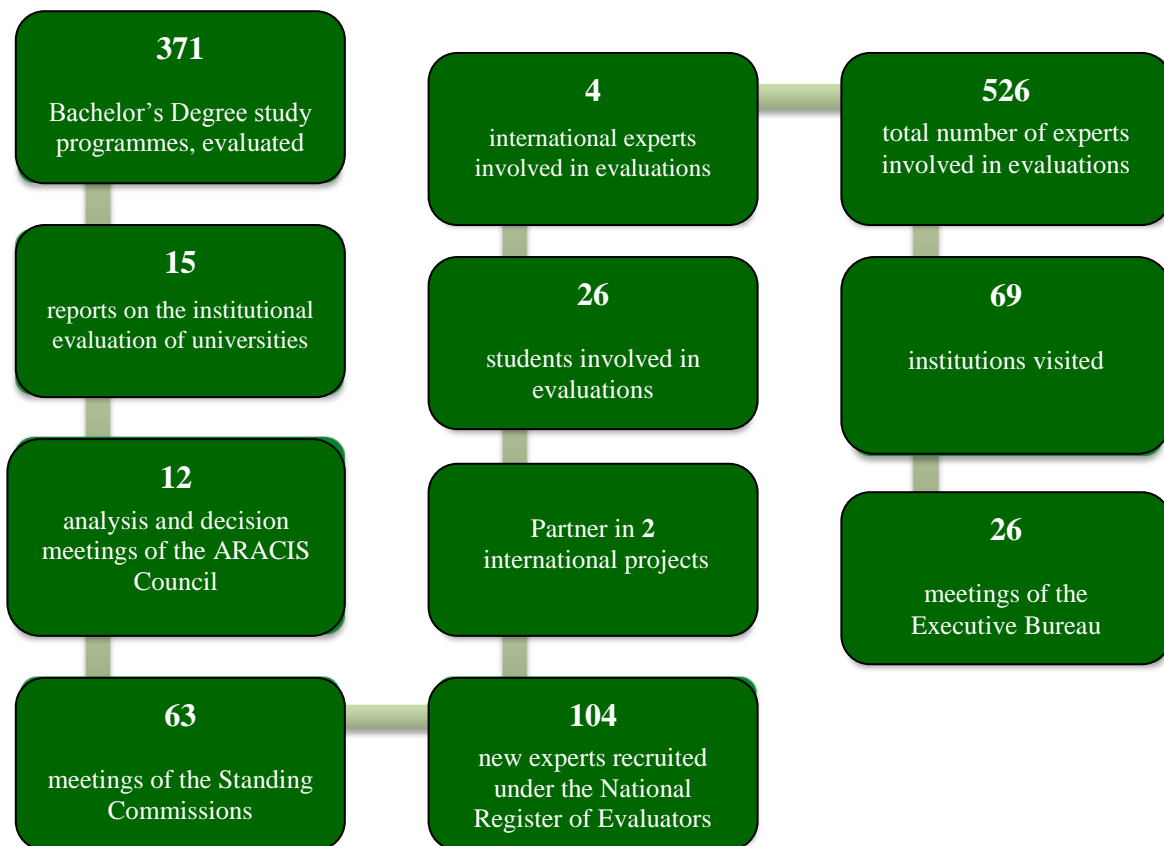 371
Bachelor’s Degree study
programmes, evaluated
15
reports on the institutional
evaluation of universities
12
analysis and decision
meetings of the ARACIS
Council
63
meetings of the Standing
Commissions
104
new experts recruited
under the National
Register of Evaluators
Partner in 2
international projects
26
students involved in
evaluations
4
international experts
involved in evaluations
526
total number of experts
involved in evaluations
69
institutions visited
26
meetings of the
Executive Bureau